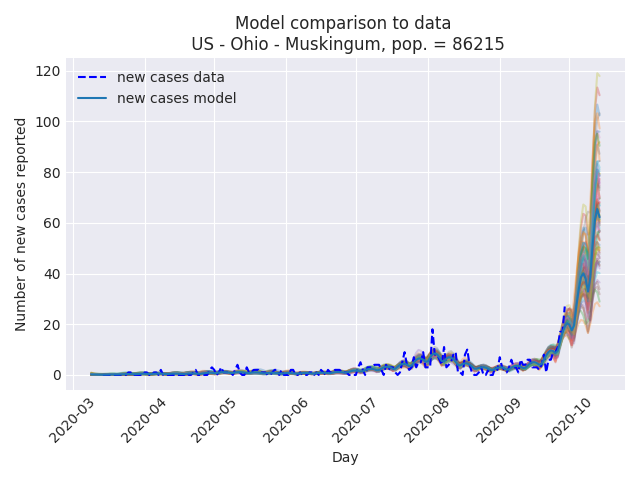 Model comparison to data
US - Ohio - Muskingum, pop. = 86215
new cases data
new cases model
Number of new cases reported
120
100
80
60
40
20
0
2020-03
2020-04
2020-05
2020-06
2020-07
2020-08
2020-09
2020-10
Day